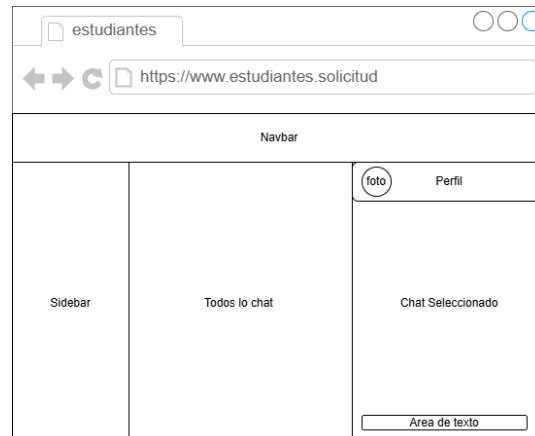 estudiantes
https://www.estudiantes.solicitud
Navbar
foto
Perfil
Sidebar
Todos lo chat
Chat Seleccionado
Area de texto